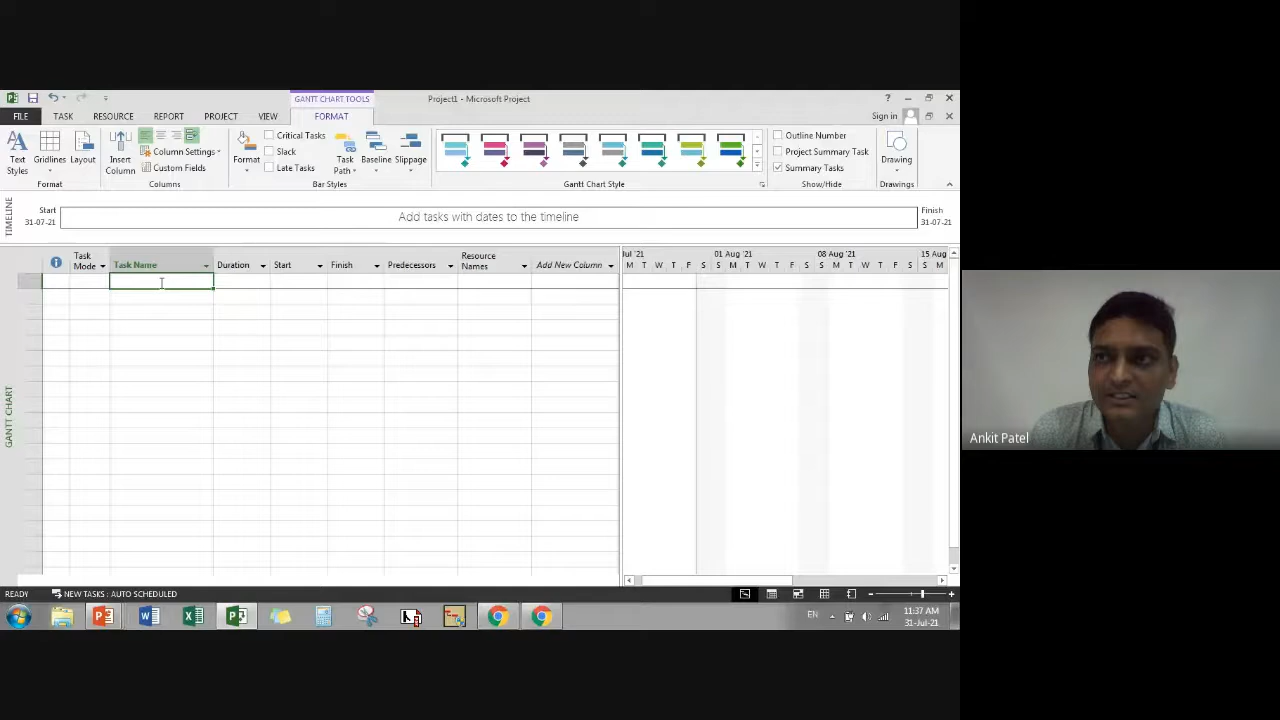 GANTT CHART TOOLS
Project1 - Microsoft Project
FILE TASK RESOURCE REPORT PROJECT VIEW FORMAT
Sign in
Text Styles
Gridlines
Layout
Format
Insert Column
Column Settings
Custom Fields
Columns
Format
Critical Tasks
Slack
Late Tasks
Task Path
Baseline
Slippage
Bar Styles
Gantt Chart Style
Outline Number
Project Summary Task
Summary Tasks
Show/Hide
Drawing
Drawings
TIMELINE
Start
31-07-21
Add tasks with dates to the timeline
Finish
31-07-21
Task Mode
Task Name
Duration
Start
Finish
Predecessors
Resource Names
Add New Column
Jul '21 01 Aug '21 08 Aug '21 15 Aug
M T W T F S S M T W T F S S M T W T F S S M
GANTT CHART
Ankit Patel
READY NEW TASKS : AUTO SCHEDULED
EN
11:37 AM
31-Jul-21